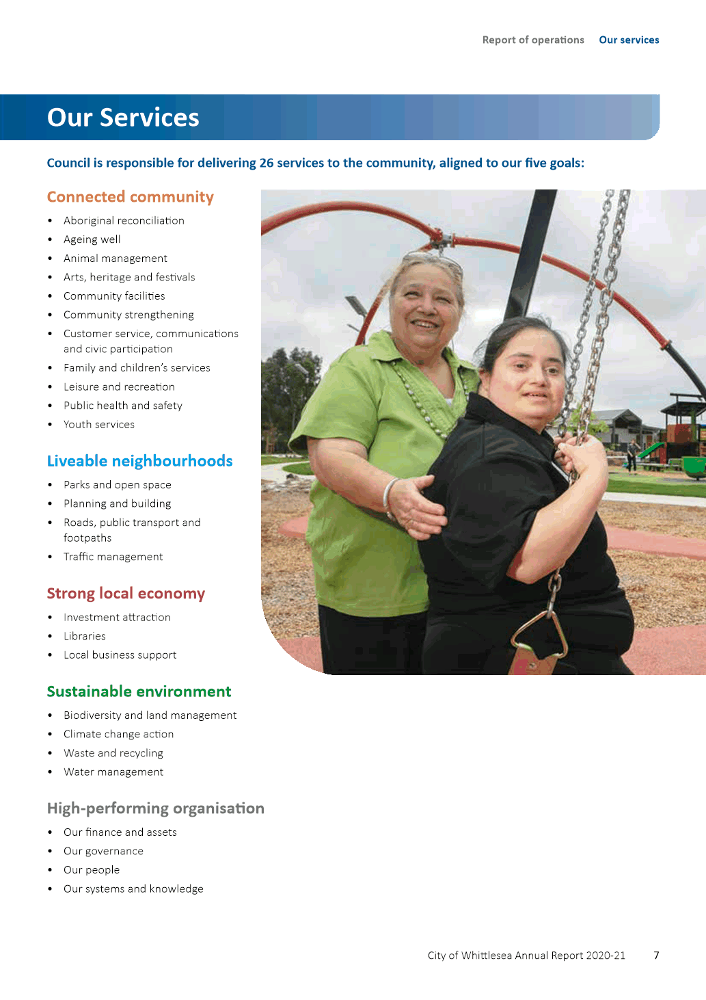 Report of operations Our services
Our Services
Council is responsible for delivering 26 services to the community, aligned to our five goals:
Connected community
• Aboriginal reconciliation
• Ageing well
• Animal management
• Arts, heritage and festivals
• Community facilities
• Community strengthening
• Customer service, communications
and civic participation
• Family and children’s services
• Leisure and recreation
• Public health and safety
• Youth services
Liveable neighbourhoods
• Parks and open space
• Planning and building
• Roads, public transport and
footpaths
• Traffic management
Strong local economy
• Investment attraction
• Libraries
• Local business support
Sustainable environment
• Biodiversity and land management
• Climate change action
• Waste and recycling
• Water management
High-performing organisation
• Our finance and assets
• Our governance
• Our people
• Our systems and knowledge
City of Whittlesea Annual Report 2020-21 7